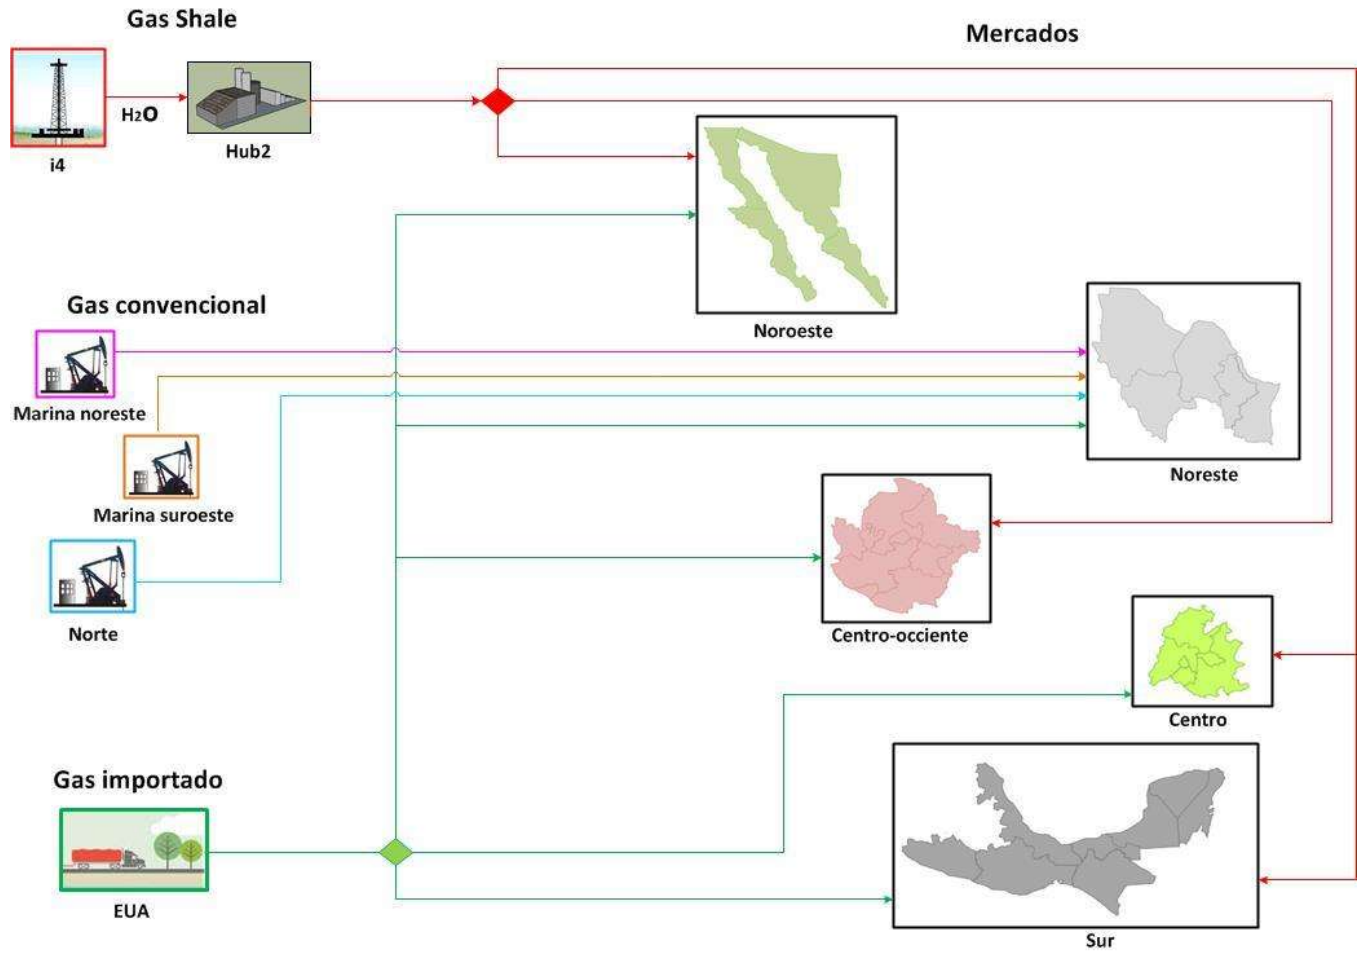 Gas Shale
Mercados
H2O
i4
Hub2
Noroeste
Gas convencional
Marina noreste
Marina suroeste
Noreste
Norte
Centro-occiente
Centro
Gas importado
EUA
Sur